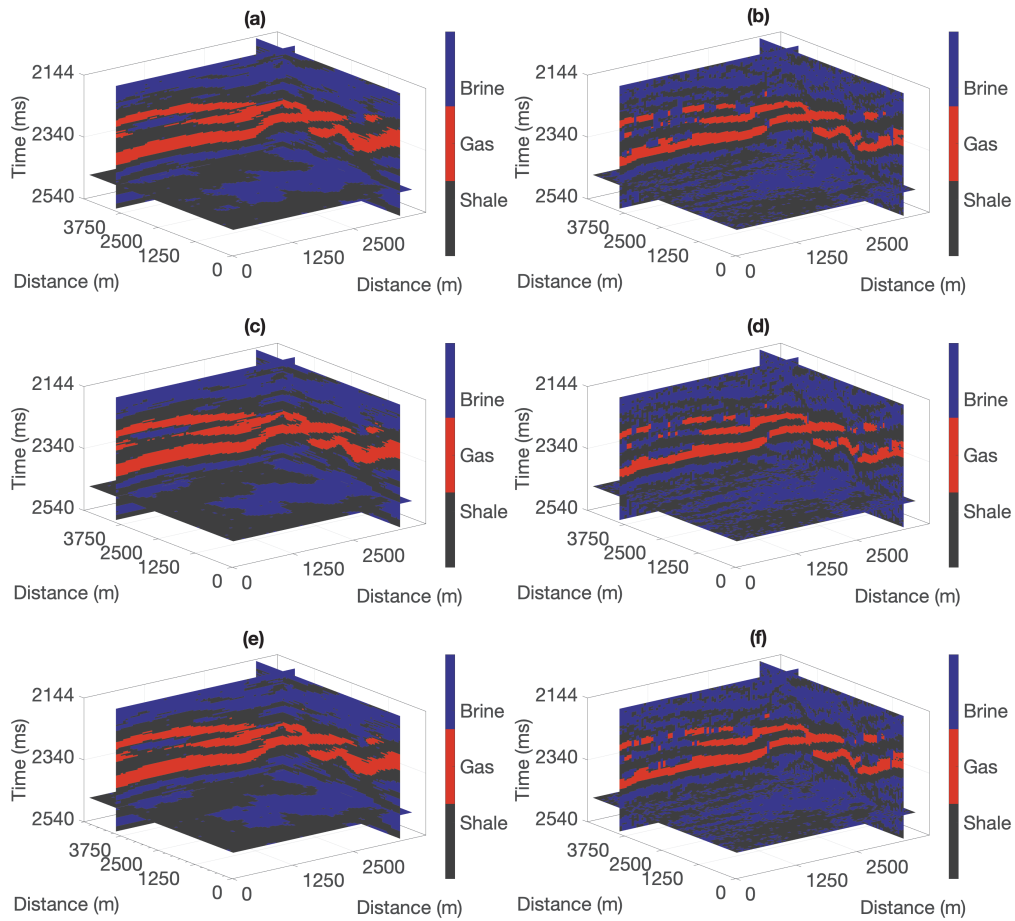 (a)
(b)
2144
2340
2540
Time (ms)
3750
2500
1250
0
0
1250
2500
Distance (m)
Distance (m)
Brine
Gas
Shale
2144
2340
2540
Time (ms)
3750
2500
1250
0
0
1250
2500
Distance (m)
Distance (m)
Brine
Gas
Shale
(c)
(d)
2144
2340
2540
Time (ms)
3750
2500
1250
0
0
1250
2500
Distance (m)
Distance (m)
Brine
Gas
Shale
2144
2340
2540
Time (ms)
3750
2500
1250
0
0
1250
2500
Distance (m)
Distance (m)
Brine
Gas
Shale
(e)
(f)
2144
2340
2540
Time (ms)
3750
2500
1250
0
0
1250
2500
Distance (m)
Distance (m)
Brine
Gas
Shale
2144
2340
2540
Time (ms)
3750
2500
1250
0
0
1250
2500
Distance (m)
Distance (m)
Brine
Gas
Shale